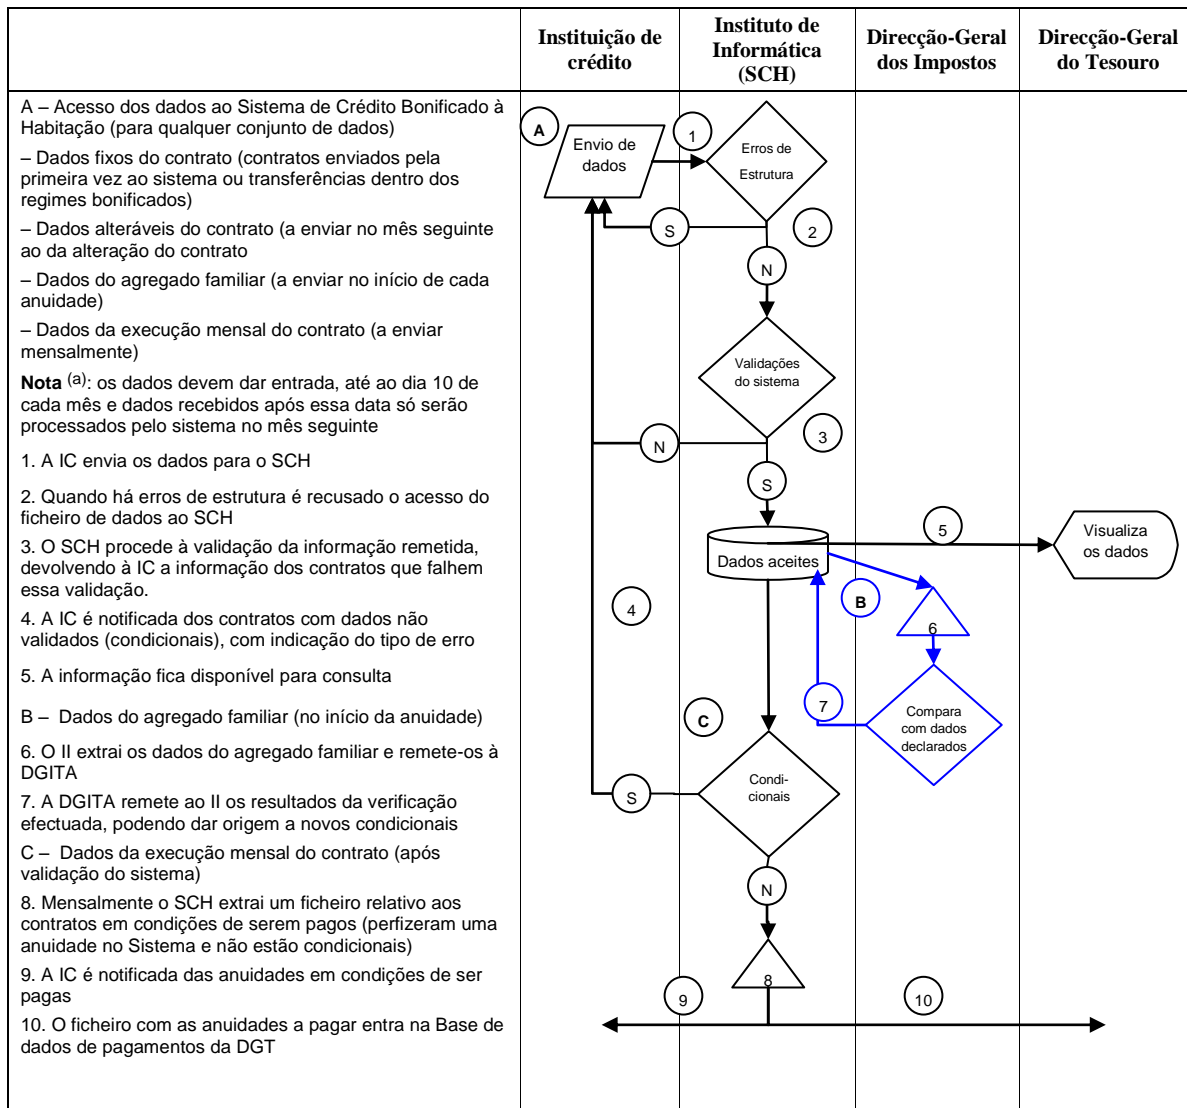 Instituição de
crédito
Instituto de
Informática
(SCH)
Direcção-Geral
dos Impostos
Direcção-Geral
do Tesouro
A – Acesso dos dados ao Sistema de Crédito Bonificado à
Habitação (para qualquer conjunto de dados)
– Dados fixos do contrato (contratos enviados pela
primeira vez ao sistema ou transferências dentro dos
regimes bonificados)
– Dados alteráveis do contrato (a enviar no mês seguinte
ao da alteração do contrato
– Dados do agregado familiar (a enviar no início de cada
anuidade)
– Dados da execução mensal do contrato (a enviar
mensalmente)
Nota (a): os dados devem dar entrada, até ao dia 10 de
cada mês e dados recebidos após essa data só serão
processados pelo sistema no mês seguinte
1. A IC envia os dados para o SCH
2. Quando há erros de estrutura é recusado o acesso do
ficheiro de dados ao SCH
3. O SCH procede à validação da informação remetida,
devolvendo à IC a informação dos contratos que falhem
essa validação.
4. A IC é notificada dos contratos com dados não
validados (condicionais), com indicação do tipo de erro
5. A informação fica disponível para consulta
B – Dados do agregado familiar (no início da anuidade)
6. O II extrai os dados do agregado familiar e remete-os à
DGITA
7. A DGITA remete ao II os resultados da verificação
efectuada, podendo dar origem a novos condicionais
C – Dados da execução mensal do contrato (após
validação do sistema)
8. Mensalmente o SCH extrai um ficheiro relativo aos
contratos em condições de serem pagos (perfizeram uma
anuidade no Sistema e não estão condicionais)
9. A IC é notificada das anuidades em condições de ser
pagas
10. O ficheiro com as anuidades a pagar entra na Base de
dados de pagamentos da DGT
A
Envio de
dados
1
Erros de
Estrutura
S
2
N
Validações
do sistema
N
3
S
Dados aceites
5
Visualiza
os dados
4
B
6
7
Compara
com dados
declarados
C
Condi-
cionais
S
N
8
9
10